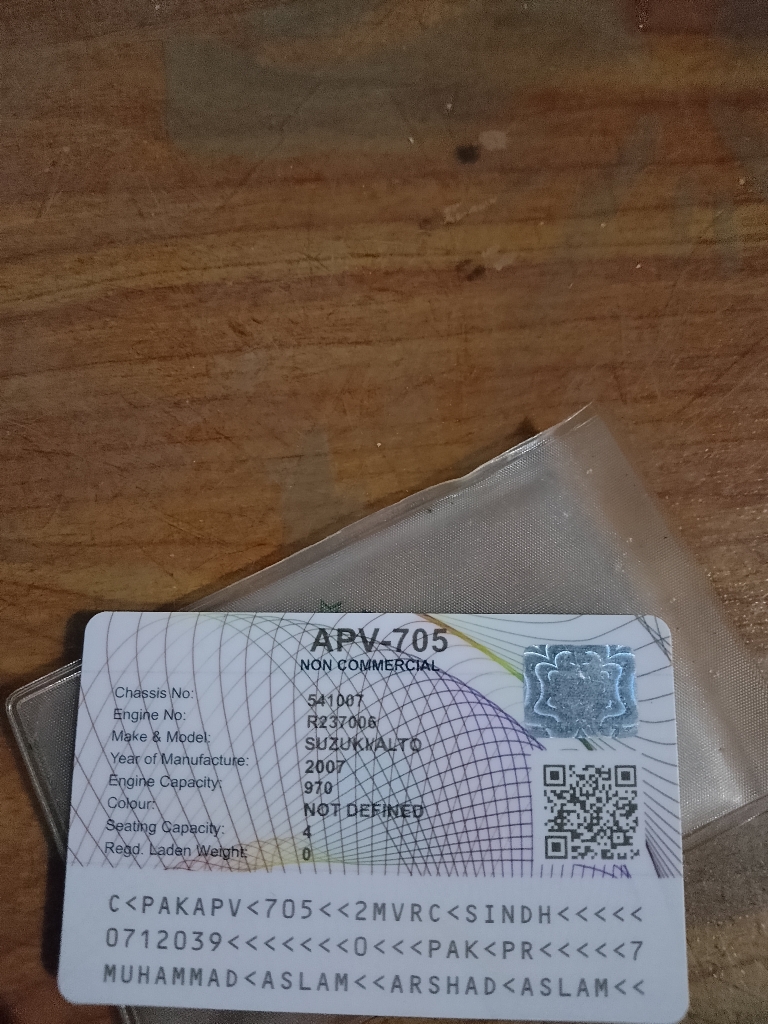 APV-705
NON COMMERCIAL
Chassis No: 541007
Engine No: R237006
Make & Model: SUZUKI/ALTO
Year of Manufacture: 2007
Engine Capacity: 970
Colour: NOT DEFINED
Seating Capacity: 4
Regd. Laden Weight: 0
C<PAKAPV<705<<2MVRC<SINDH<<<<<
0712039<<<<<<<0<<<PAK<PR<<<<<7
MUHAMMAD<ASLAM<<ARSHAD<ASLAM<<